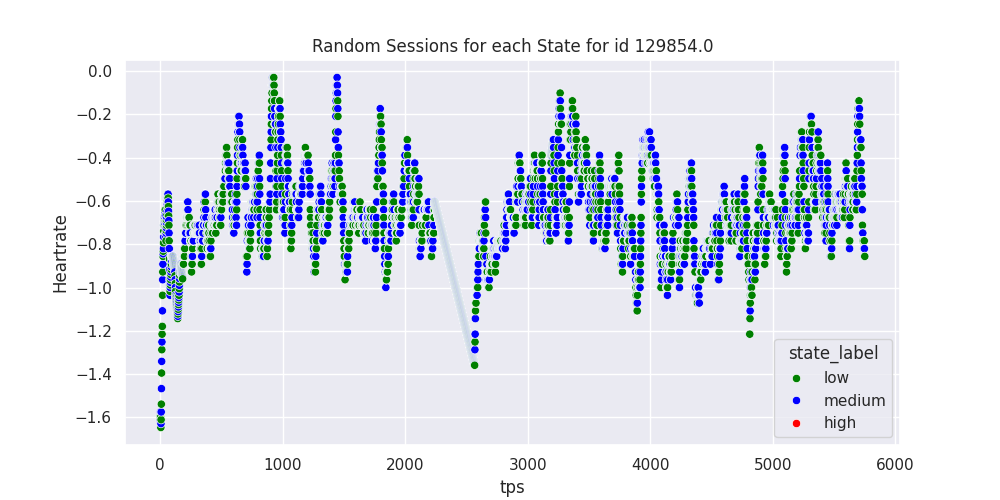 Random Sessions for each State for id 129854.0
Heartrate
0.0
−0.2
−0.4
−0.6
−0.8
−1.0
−1.2
−1.4
−1.6
0
1000
2000
3000
4000
5000
6000
tps
state_label
low
medium
high